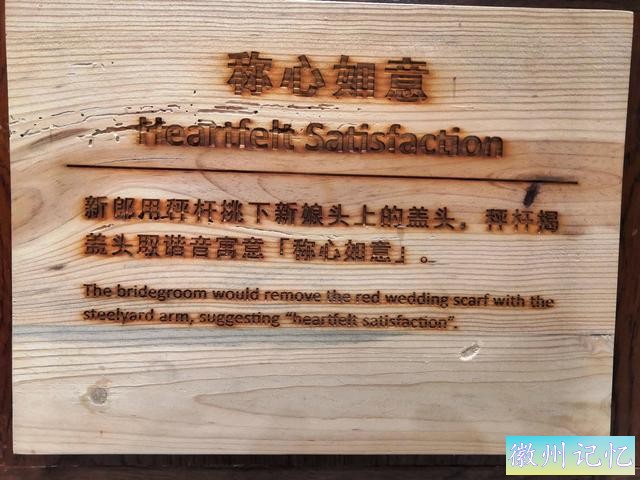 称心如意
Heartfelt Satisfaction
新郎用秤杆挑下新娘头上的盖头，秤杆揭
盖头取谐音寓意「称心如意」。
The bridegroom would remove the red wedding scarf with the
steelyard arm, suggesting “heartfelt satisfaction”.
徽州记忆